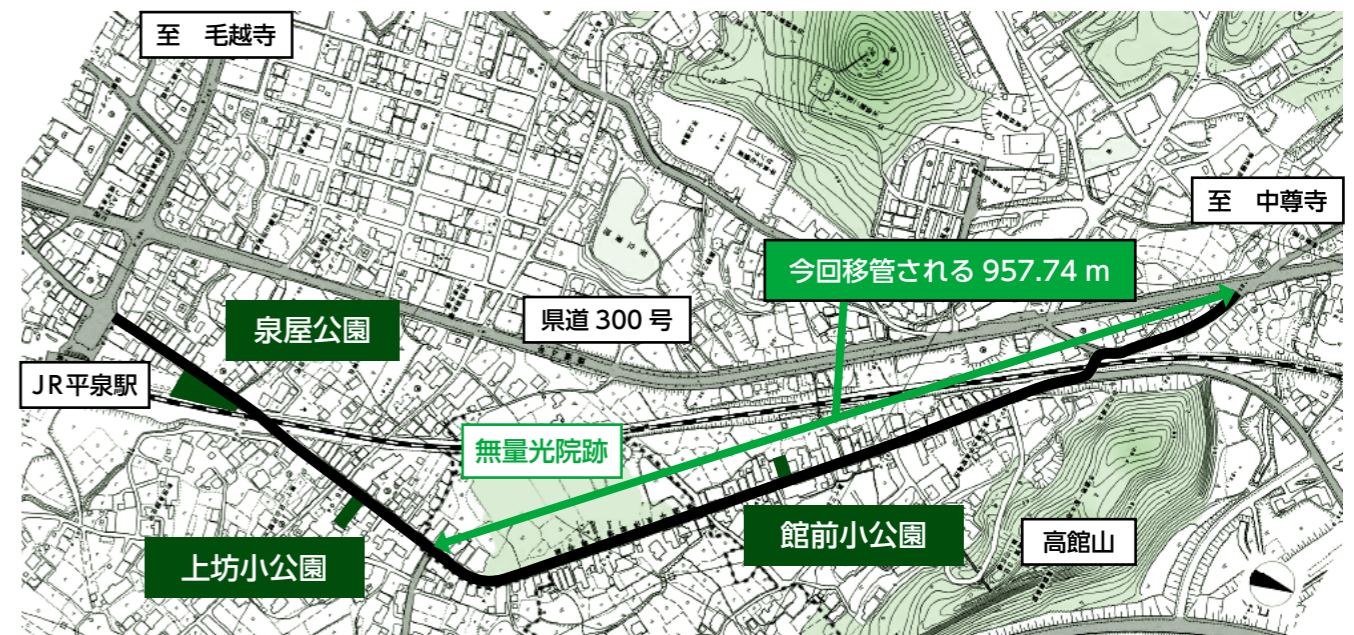 至 毛越寺
至 中尊寺
今回移管される 957.74 m
県道 300 号
泉屋公園
JR平泉駅
無量光院跡
館前小公園
高館山
上坊小公園